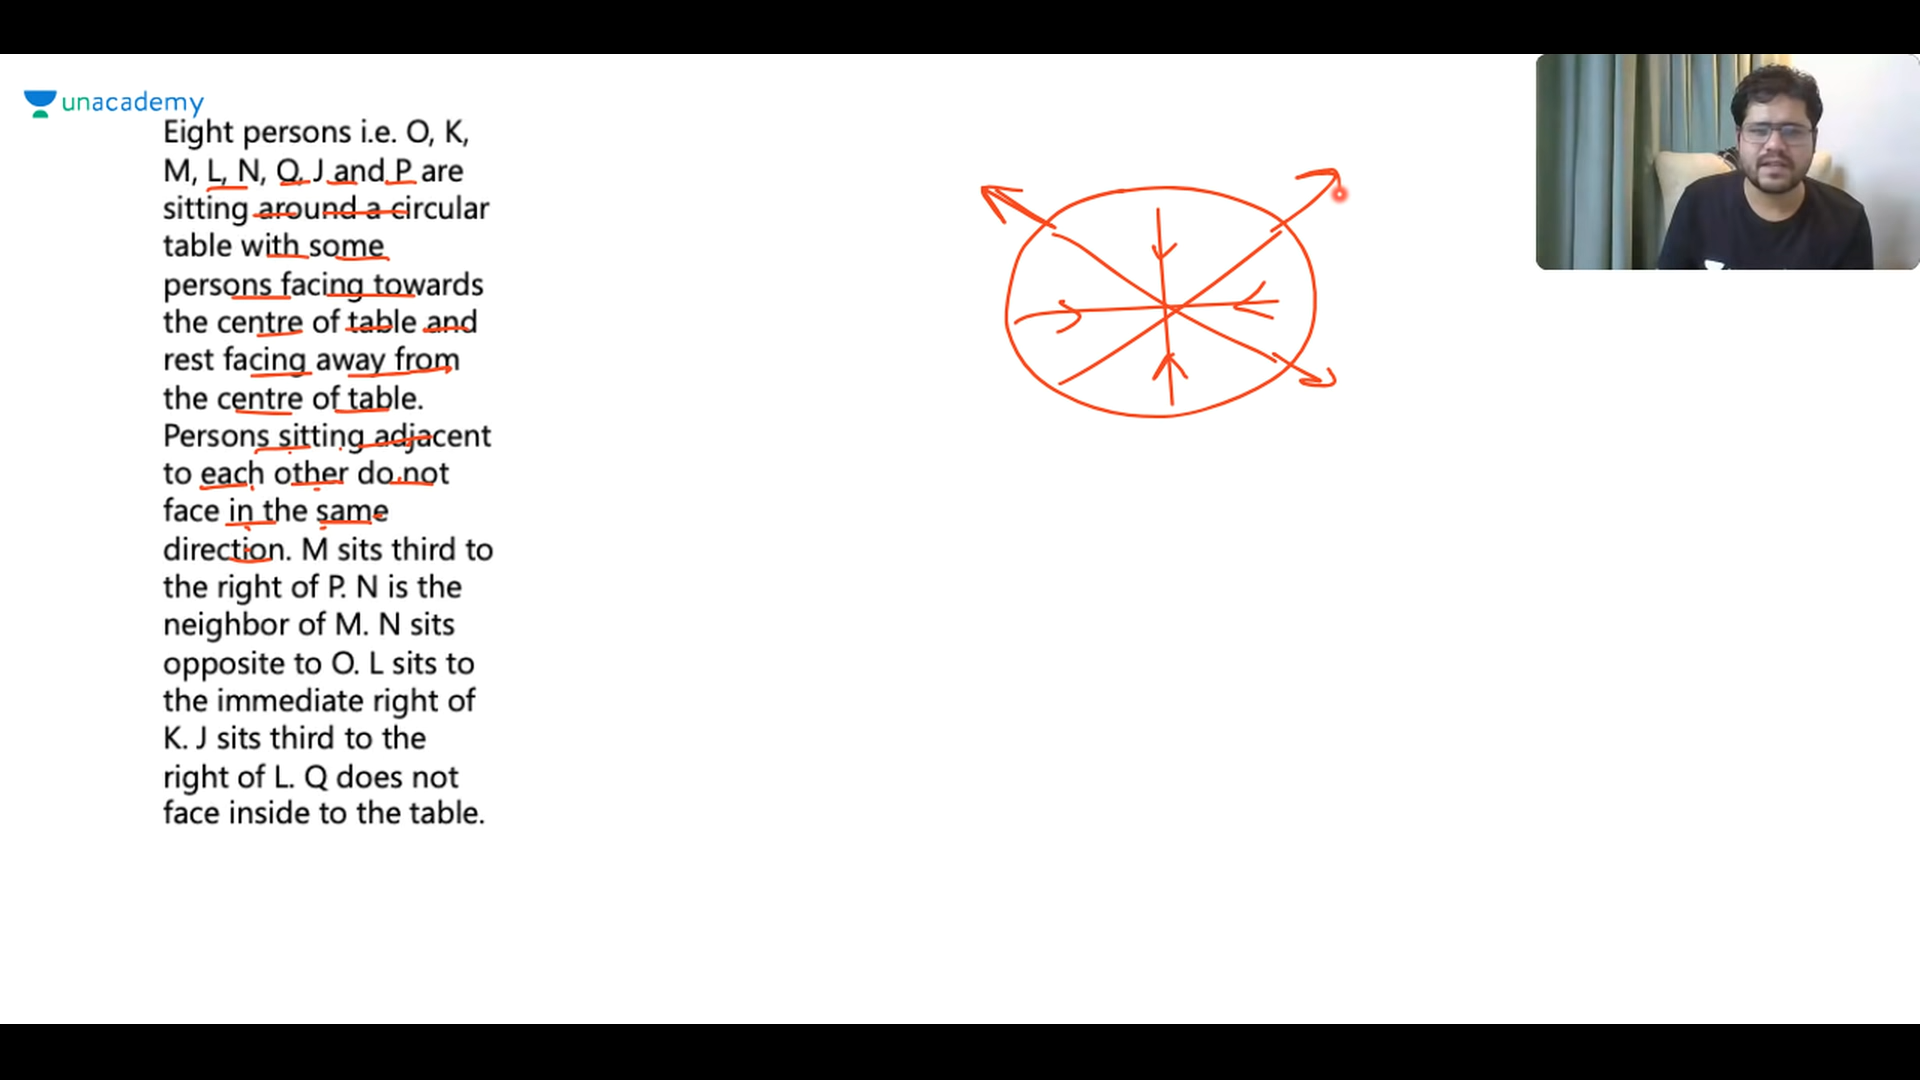 unacademy
Eight persons i.e. O, K,
M, L, N, Q, J and P are
sitting around a circular
table with some
persons facing towards
the centre of table and
rest facing away from
the centre of table.
Persons sitting adjacent
to each other do not
face in the same
direction. M sits third to
the right of P. N is the
neighbor of M. N sits
opposite to O. L sits to
the immediate right of
K. J sits third to the
right of L. Q does not
face inside to the table.